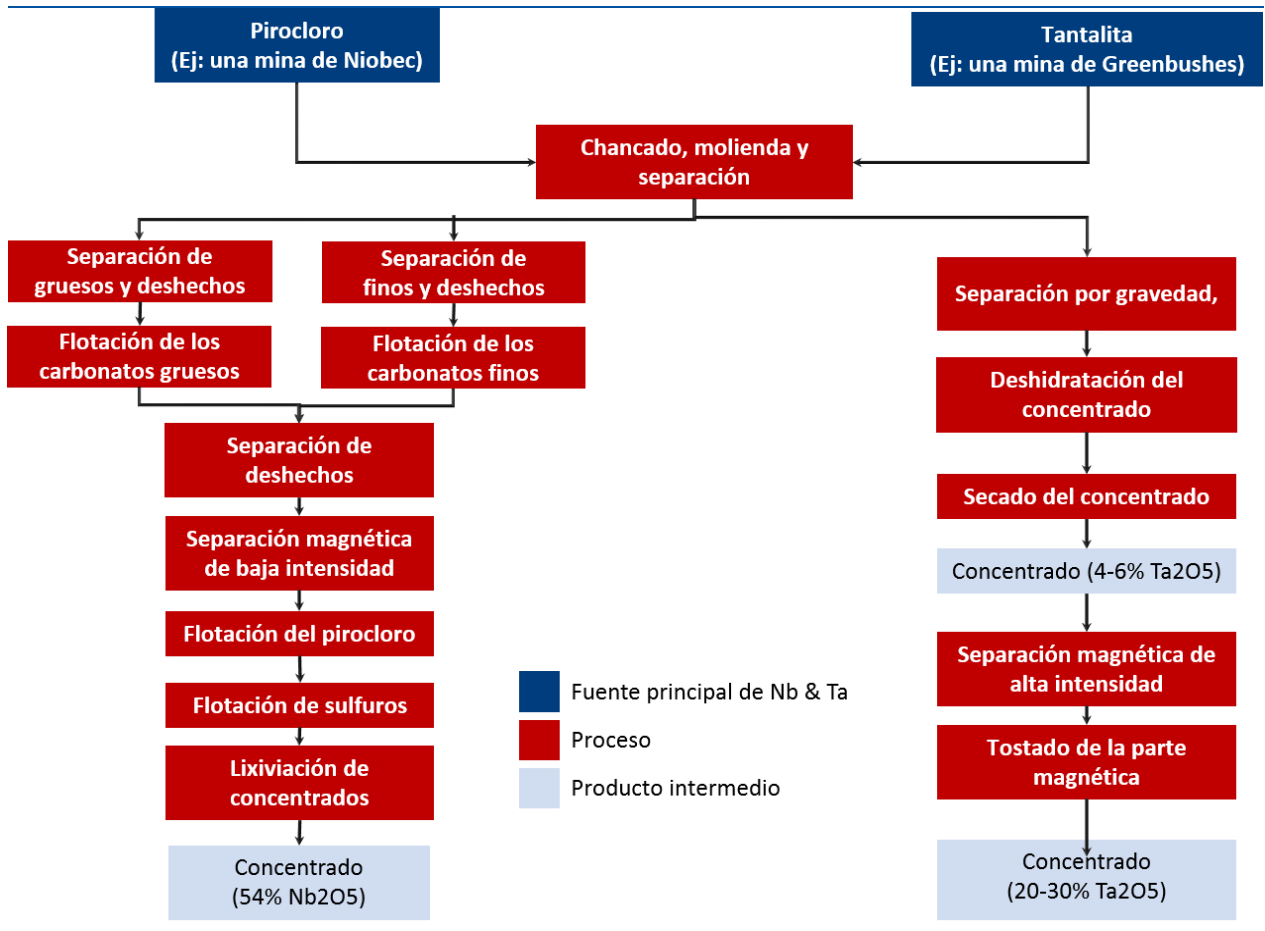 Pirocloro
(Ej: una mina de Niobec)
Tantalita
(Ej: una mina de Greenbushes)
Chancado, molienda y
separación
Separación de
gruesos y deshechos
Flotación de los
carbonatos gruesos
Separación de
finos y deshechos
Flotación de los
carbonatos finos
Separación de
deshechos
Separación magnética
de baja intensidad
Flotación del pirocloro
Flotación de sulfuros
Lixiviación de
concentrados
Concentrado
(54% Nb2O5)
Separación por gravedad,
Deshidratación del
concentrado
Secado del concentrado
Concentrado (4-6% Ta2O5)
Separación magnética de
alta intensidad
Tostado de la parte
magnética
Concentrado
(20-30% Ta2O5)
Fuente principal de Nb & Ta
Proceso
Producto intermedio